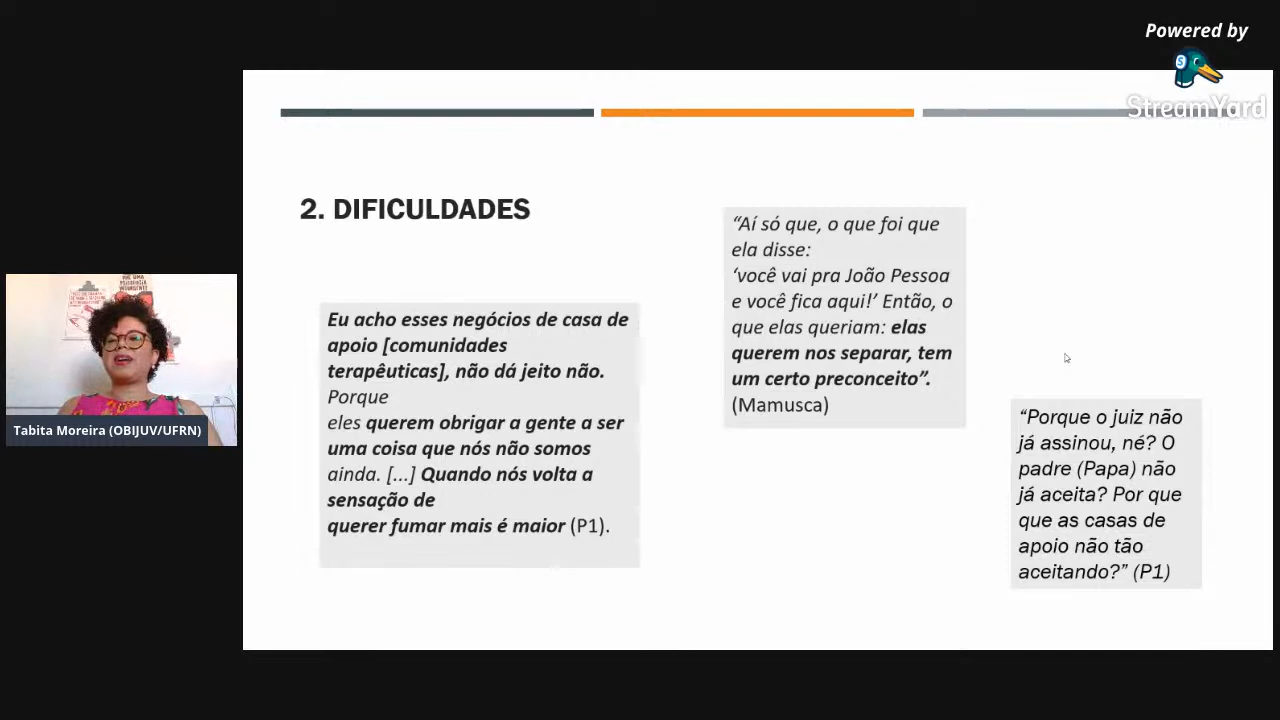 Powered by
StreamYard
2. DIFICULDADES
Eu acho esses negócios de casa de
apoio [comunidades
terapêuticas], não dá jeito não.
Porque
eles querem obrigar a gente a ser
uma coisa que nós não somos
ainda. [...] Quando nós volta a
sensação de
querer fumar mais é maior (P1).
“Aí só que, o que foi que
ela disse:
‘você vai pra João Pessoa
e você fica aqui!’ Então, o
que elas queriam: elas
querem nos separar, tem
um certo preconceito”.
(Mamusca)
“Porque o juiz não
já assinou, né? O
padre (Papa) não
já aceita? Por que
que as casas de
apoio não tão
aceitando?” (P1)
Tabita Moreira (OBIJUV/UFRN)